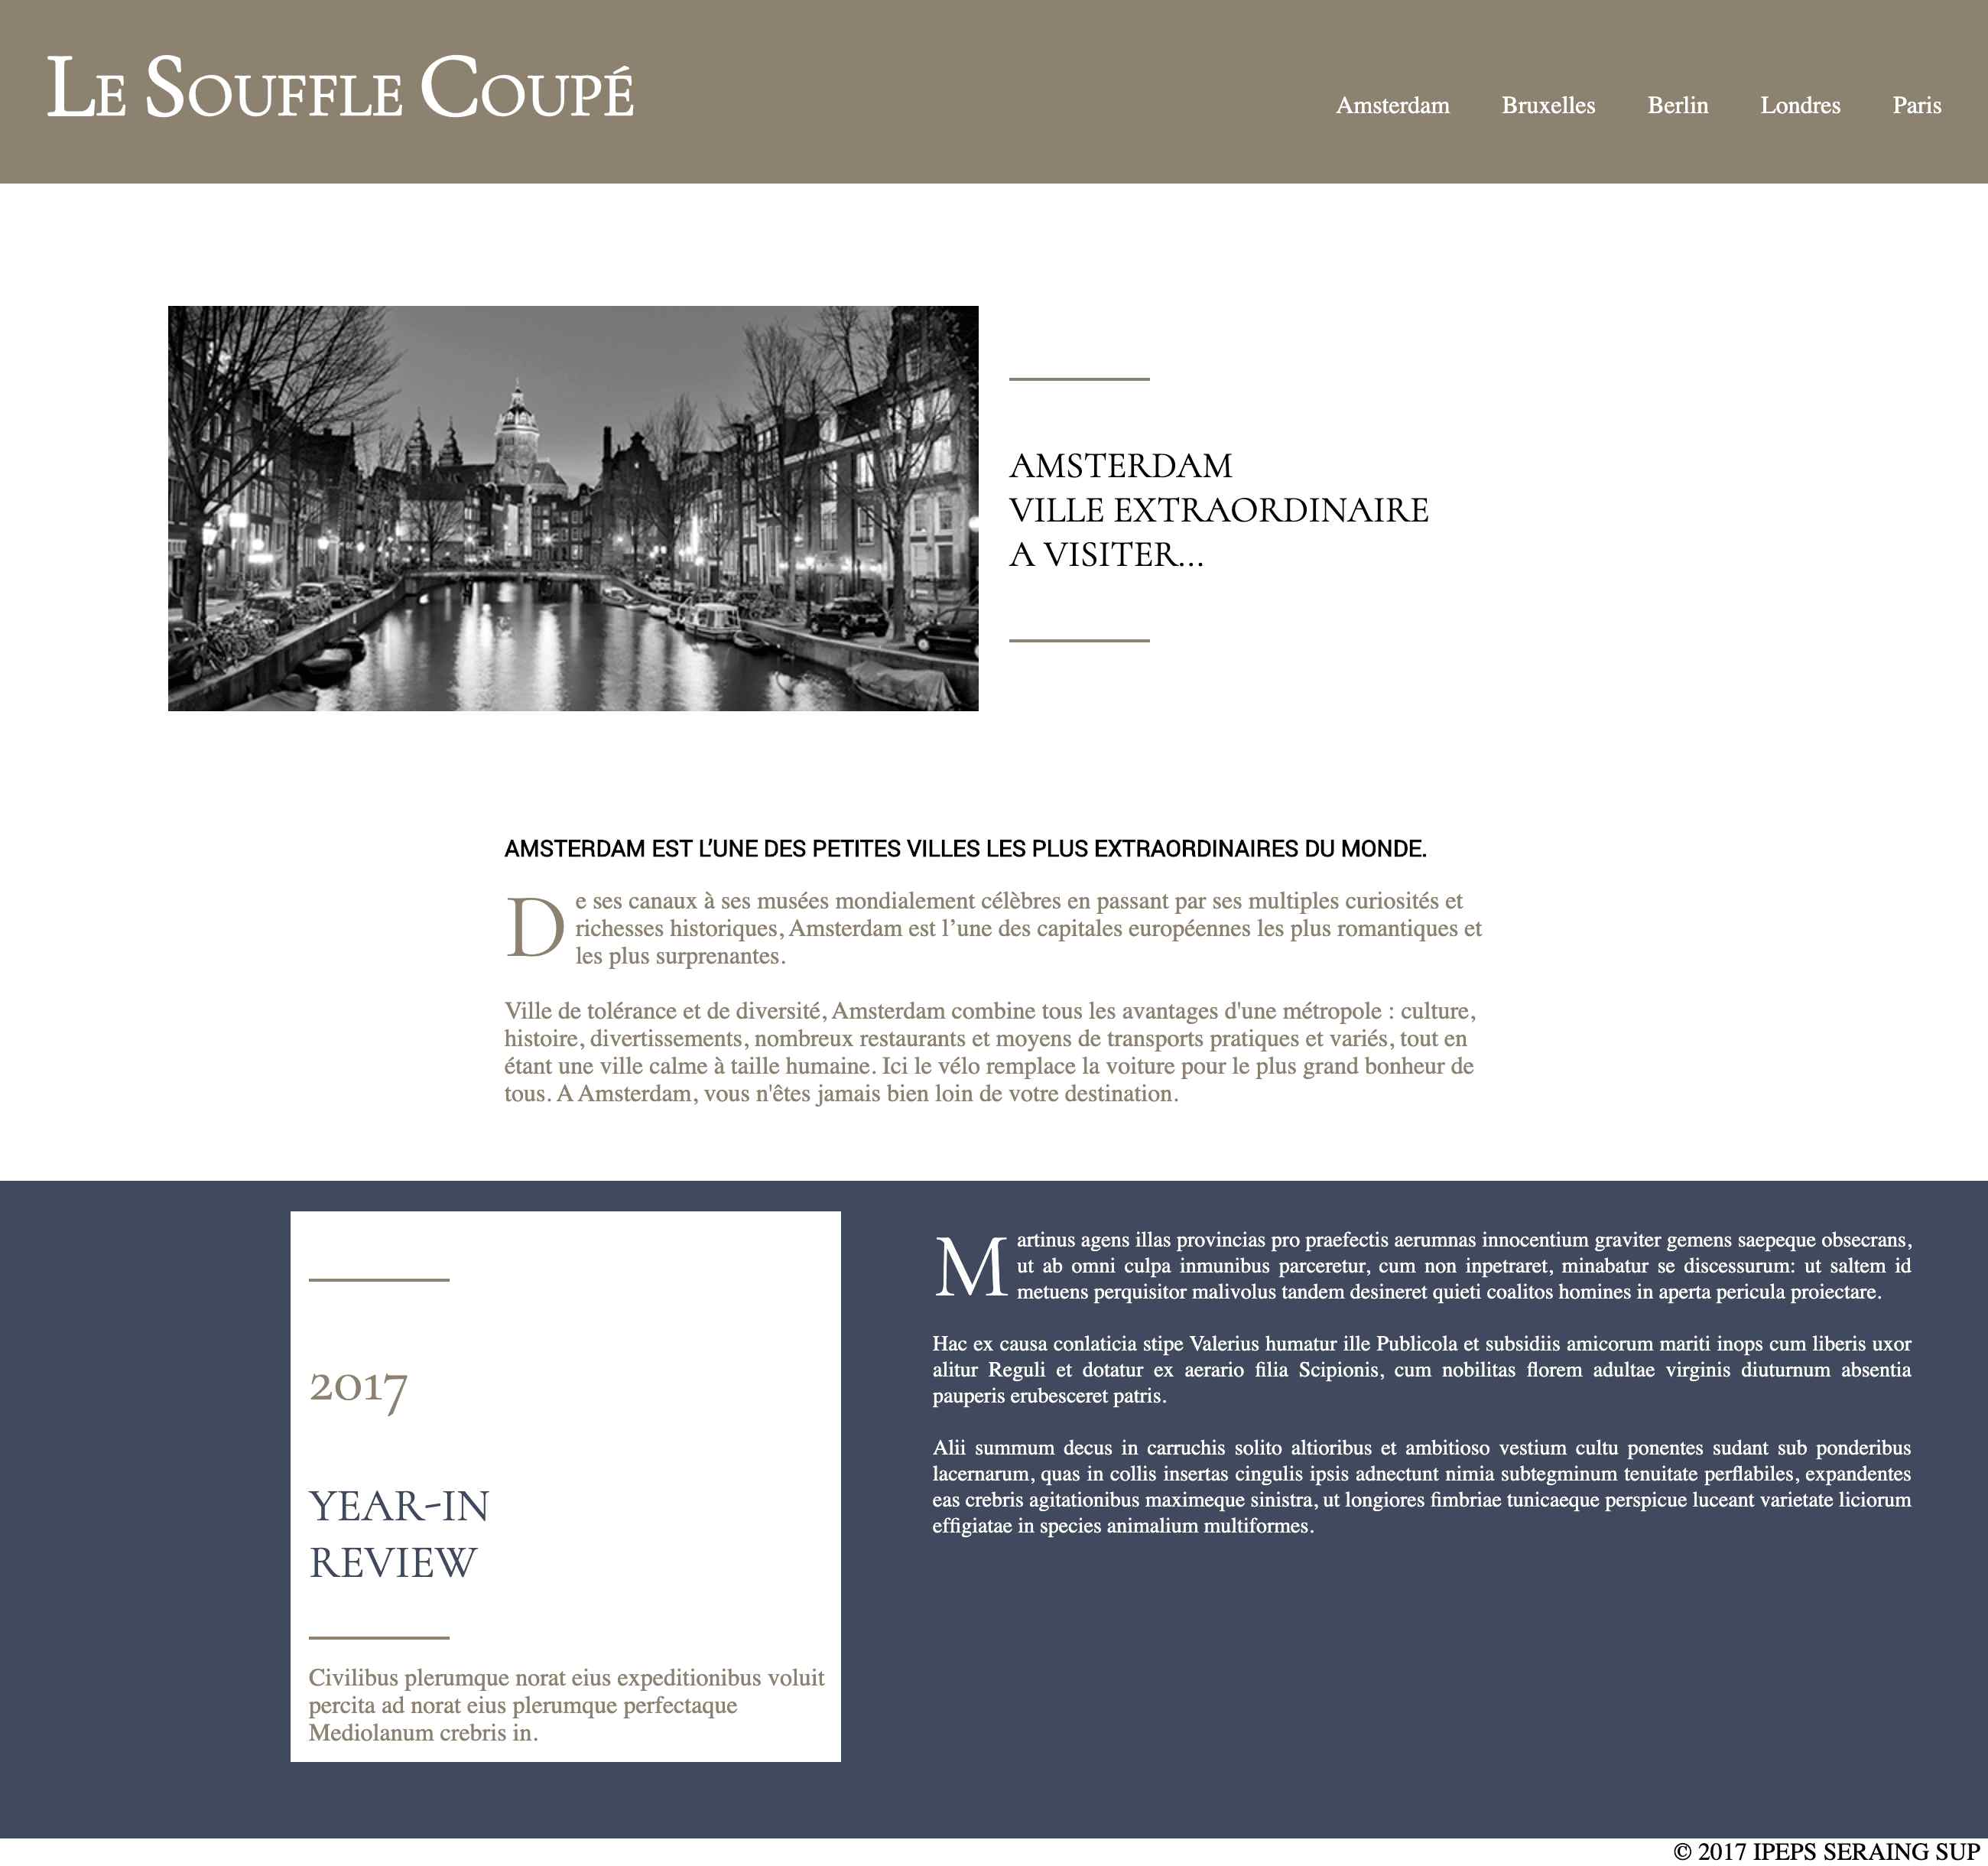 Le Souffle Coupé
Amsterdam Bruxelles Berlin Londres Paris
AMSTERDAM
VILLE EXTRAORDINAIRE
A VISITER...
AMSTERDAM EST L’UNE DES PETITES VILLES LES PLUS EXTRAORDINAIRES DU MONDE.
De ses canaux à ses musées mondialement célèbres en passant par ses multiples curiosités et
richesses historiques, Amsterdam est l’une des capitales européennes les plus romantiques et
les plus surprenantes.
Ville de tolérance et de diversité, Amsterdam combine tous les avantages d'une métropole : culture,
histoire, divertissements, nombreux restaurants et moyens de transports pratiques et variés, tout en
étant une ville calme à taille humaine. Ici le vélo remplace la voiture pour le plus grand bonheur de
tous. A Amsterdam, vous n'êtes jamais bien loin de votre destination.
2017
YEAR-IN
REVIEW
Civilibus plerumque norat eius expeditionibus voluit
percita ad norat eius plerumque perfectaque
Mediolanum crebris in.
Martinus agens illas provincias pro praefectis aerumnas innocentium graviter gemens saepeque obsecrans,
ut ab omni culpa inmunibus parceretur, cum non inpetraret, minabatur se discessurum: ut saltem id
metuens perquisitor malivolus tandem desineret quieti coalitos homines in aperta pericula proiectare.
Hac ex causa conlaticia stipe Valerius humatur ille Publicola et subsidiis amicorum mariti inops cum liberis uxor
alitur Reguli et dotatur ex aerario filia Scipionis, cum nobilitas florem adultae virginis diuturnum absentia
pauperis erubesceret patris.
Alii summum decus in carruchis solito altioribus et ambitioso vestium cultu ponentes sudant sub ponderibus
lacernarum, quas in collis insertas cingulis ipsis adnectunt nimia subtegminum tenuitate perflabiles, expandentes
eas crebris agitationibus maximeque sinistra, ut longiores fimbriae tunicaeque perspicue luceant varietate liciorum
effigiatae in species animalium multiformes.
© 2017 IPEPS SERAING SUP